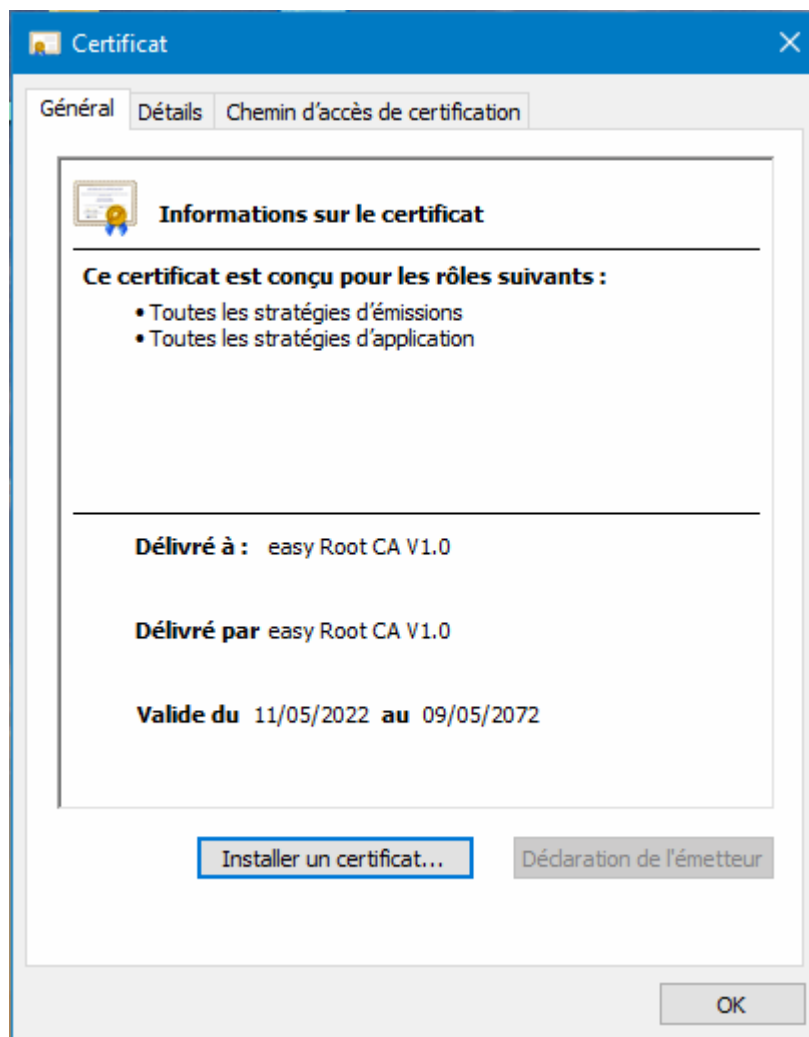 Certificat
Général Détails Chemin d’accès de certification
Informations sur le certificat
Ce certificat est conçu pour les rôles suivants :
• Toutes les stratégies d’émissions
• Toutes les stratégies d’application
Délivré à : easy Root CA V1.0
Délivré par easy Root CA V1.0
Valide du 11/05/2022 au 09/05/2072
Installer un certificat... Déclaration de l'émetteur
OK